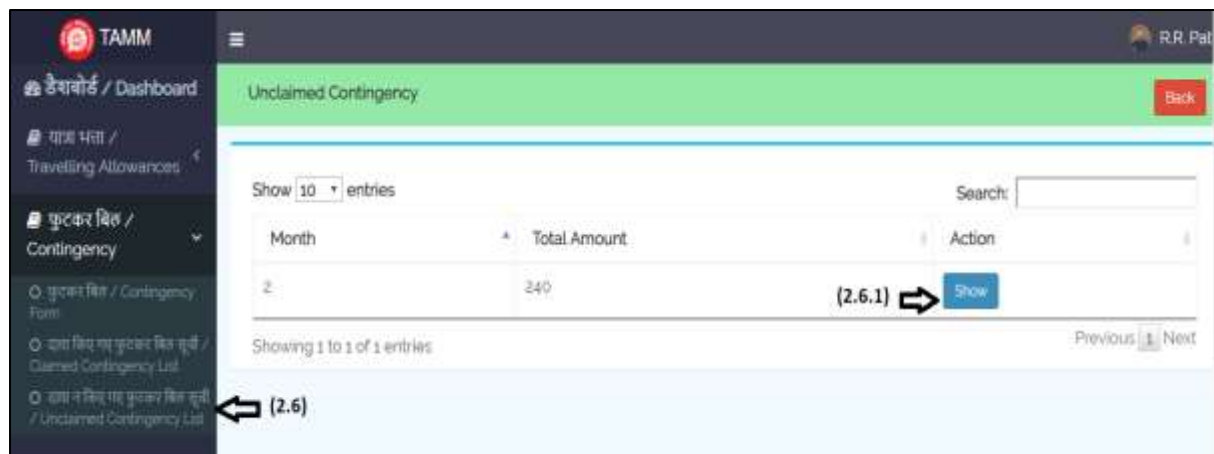 TAMM
R.R. Pat
डैशबोर्ड / Dashboard
Unclaimed Contingency
Back
यात्रा भत्ता /
Travelling Allowances
Show 10 entries
Search:
फुटकर बिल /
Contingency
Month
Total Amount
Action
2
240
(2.6.1)
Show
फुटकर बिल / Contingency
Form
दावा किए गए फुटकर बिल सूची /
Claimed Contingency List
Showing 1 to 1 of 1 entries
Previous 1 Next
दावा न किए गए फुटकर बिल सूची
/ Unclaimed Contingency List
(2.6)